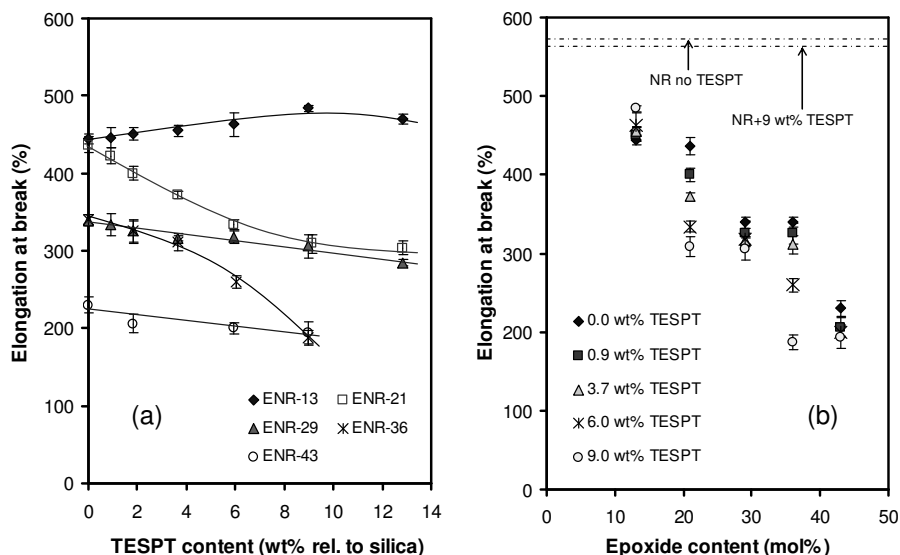 600
500
400
300
200
100
0
Elongation at break (%)
(a)
ENR-13 ENR-21
ENR-29 ENR-36
ENR-43
0 2 4 6 8 10 12 14
TESPT content (wt% rel. to silica)
600
500
400
300
200
100
0
Elongation at break (%)
NR no TESPT
NR+9 wt% TESPT
0.0 wt% TESPT
0.9 wt% TESPT
3.7 wt% TESPT
6.0 wt% TESPT
9.0 wt% TESPT
(b)
0 10 20 30 40 50
Epoxide content (mol%)